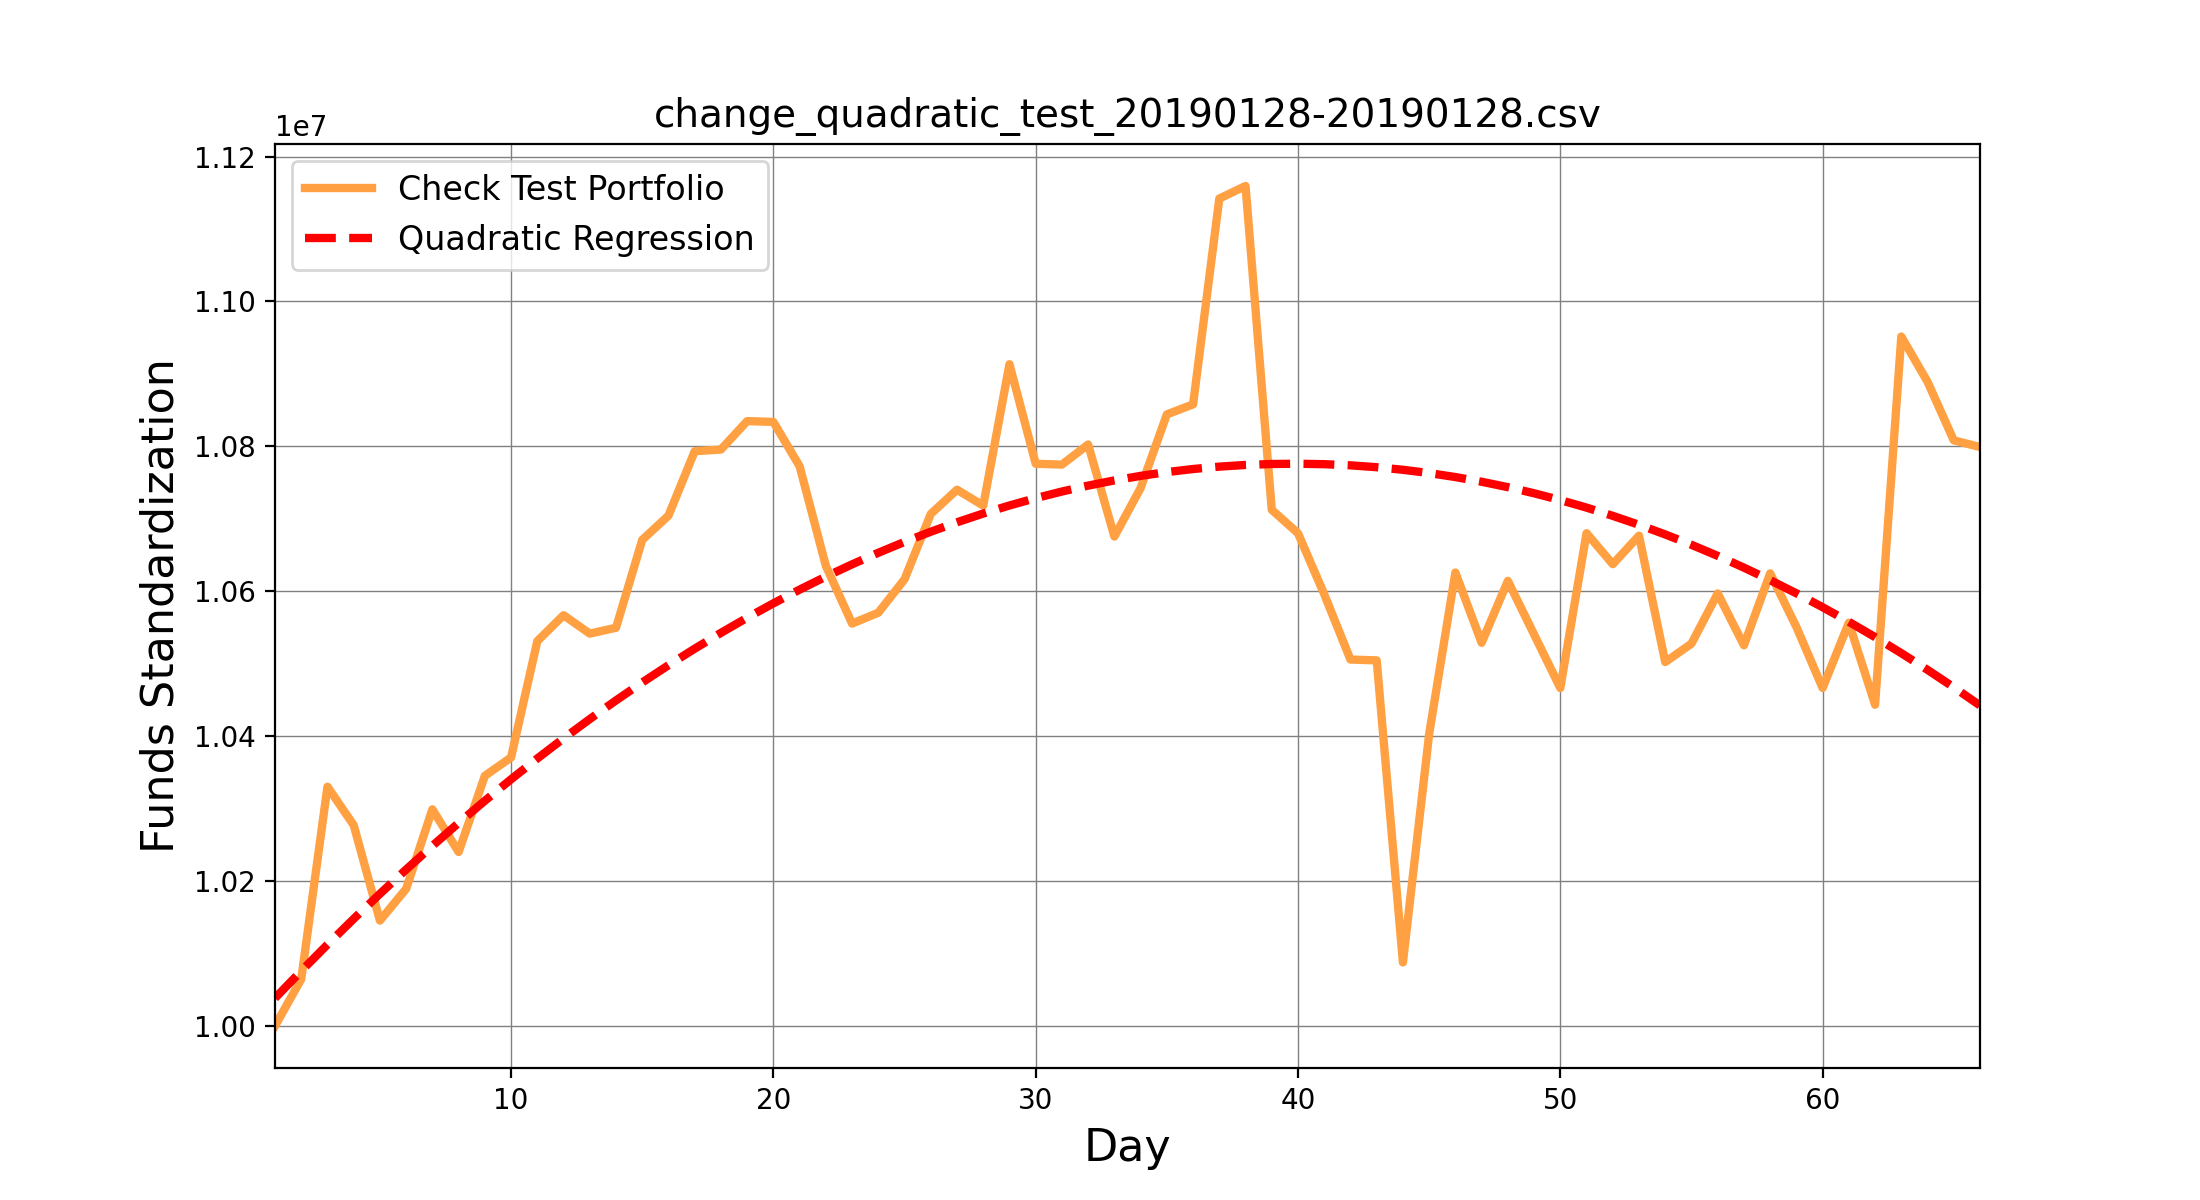 change_quadratic_test_20190128-20190128.csv
1e7
1.12
1.10
1.08
1.06
1.04
1.02
1.00
Funds Standardization
Check Test Portfolio
Quadratic Regression
10 20 30 40 50 60
Day